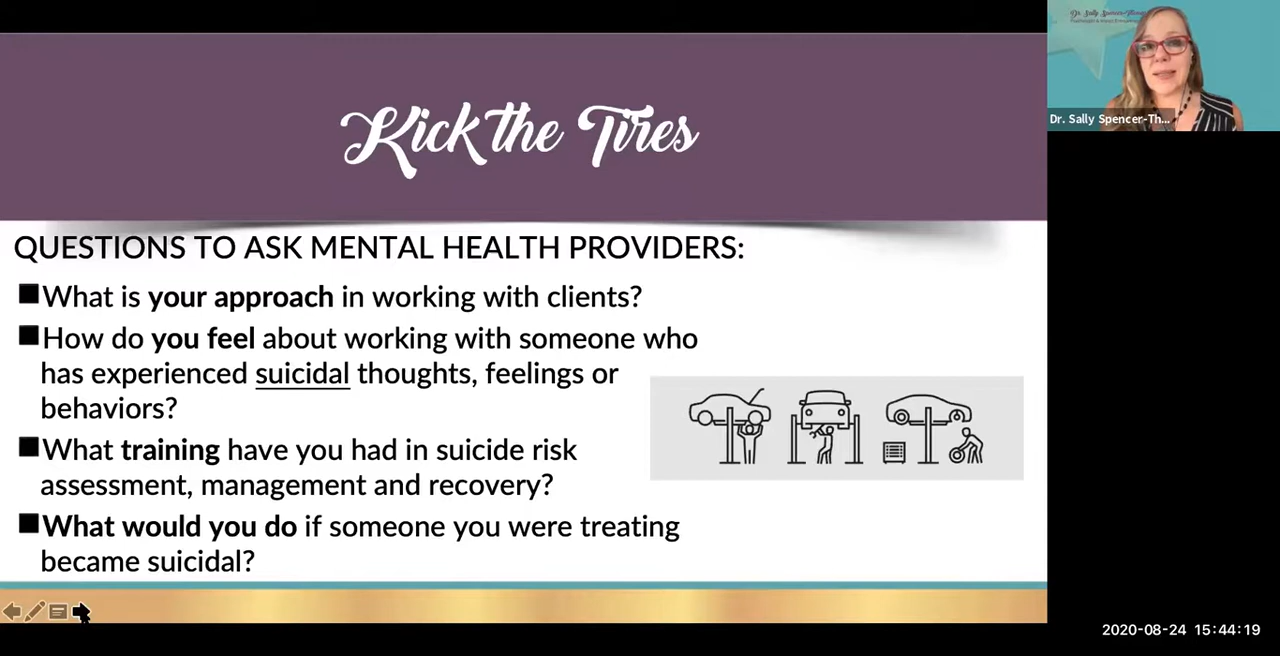 Kick the Tires
QUESTIONS TO ASK MENTAL HEALTH PROVIDERS:
■What is your approach in working with clients?
■How do you feel about working with someone who
has experienced suicidal thoughts, feelings or
behaviors?
■What training have you had in suicide risk
assessment, management and recovery?
■What would you do if someone you were treating
became suicidal?
Dr. Sally Spencer-Th...
2020-08-24 15:44:19